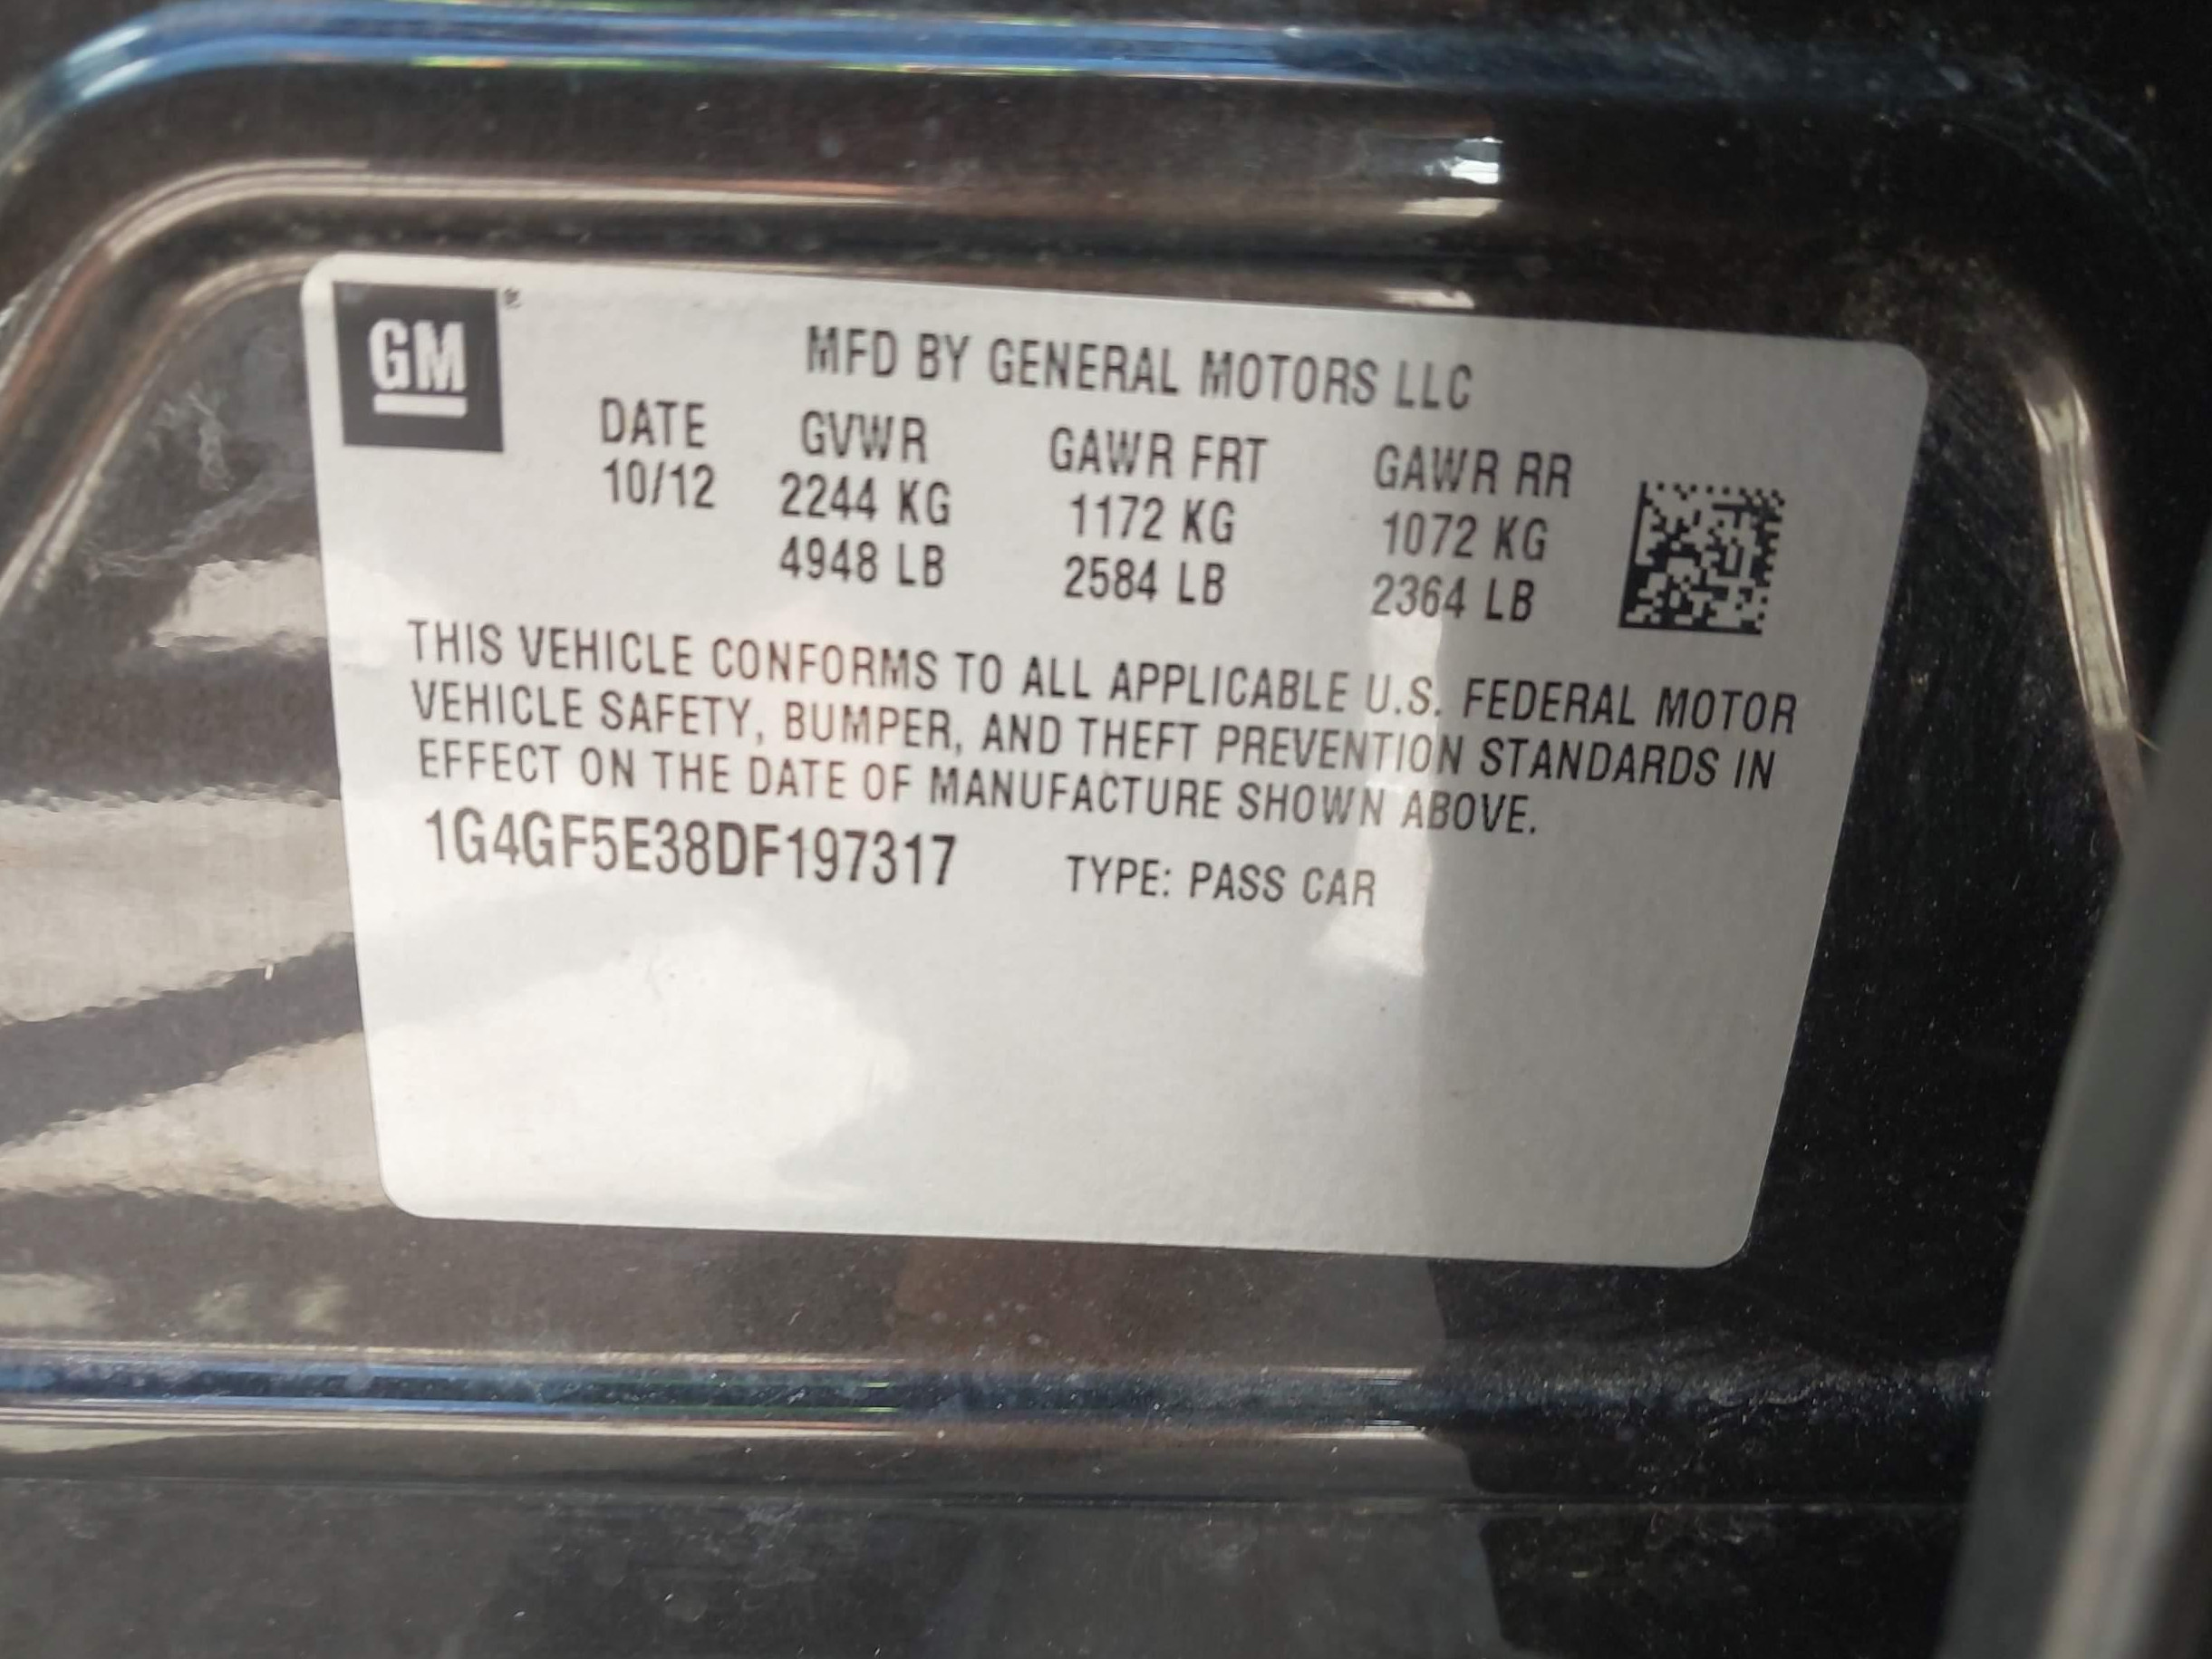 GM ®
MFD BY GENERAL MOTORS LLC
DATE GVWR GAWR FRT GAWR RR
10/12 2244 KG 1172 KG 1072 KG
4948 LB 2584 LB 2364 LB
THIS VEHICLE CONFORMS TO ALL APPLICABLE U.S. FEDERAL MOTOR
VEHICLE SAFETY, BUMPER, AND THEFT PREVENTION STANDARDS IN
EFFECT ON THE DATE OF MANUFACTURE SHOWN ABOVE.
1G4GF5E38DF197317 TYPE: PASS CAR